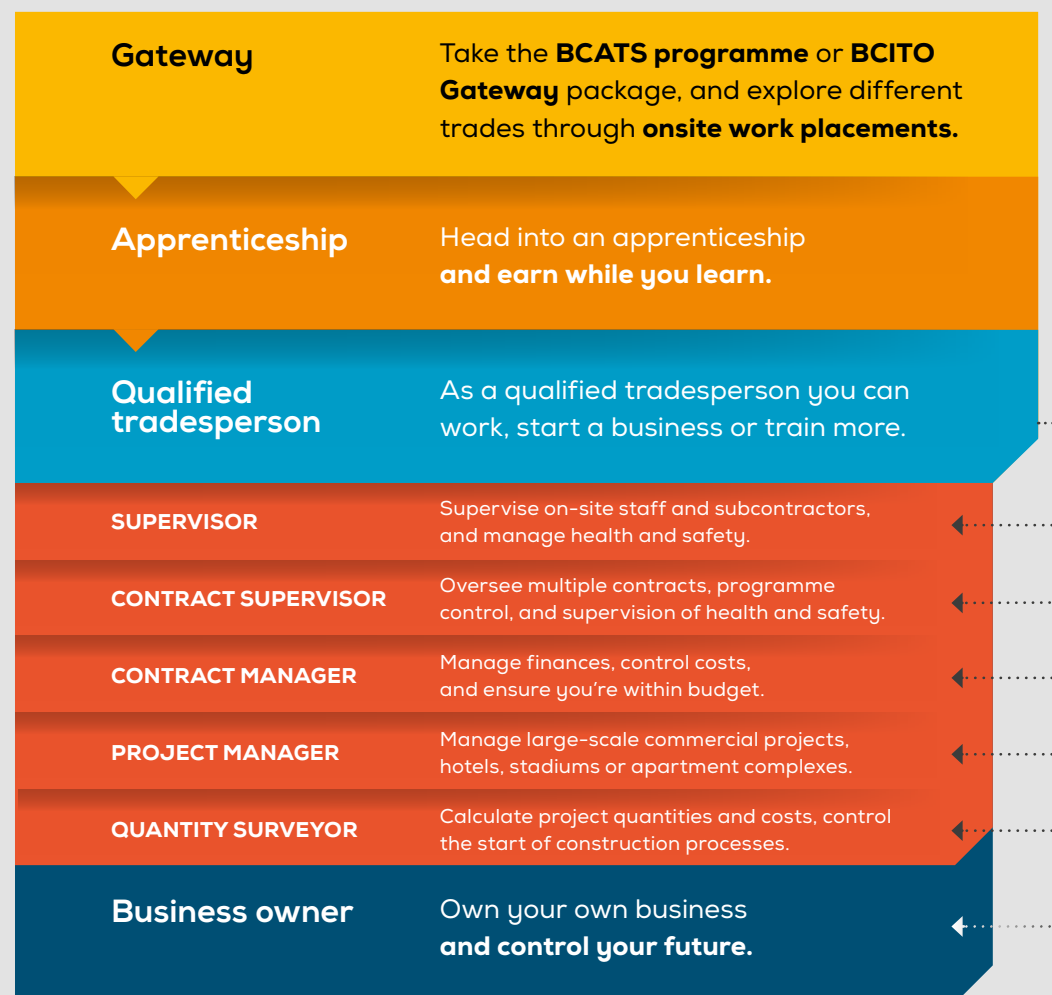 Gateway
Take the BCATS programme or BCITO
Gateway package, and explore different
trades through onsite work placements.
Apprenticeship
Head into an apprenticeship
and earn while you learn.
Qualified
tradesperson
As a qualified tradesperson you can
work, start a business or train more.
SUPERVISOR
Supervise on-site staff and subcontractors,
and manage health and safety.
CONTRACT SUPERVISOR
Oversee multiple contracts, programme
control, and supervision of health and safety.
CONTRACT MANAGER
Manage finances, control costs,
and ensure you’re within budget.
PROJECT MANAGER
Manage large-scale commercial projects,
hotels, stadiums or apartment complexes.
QUANTITY SURVEYOR
Calculate project quantities and costs, control
the start of construction processes.
Business owner
Own your own business
and control your future.